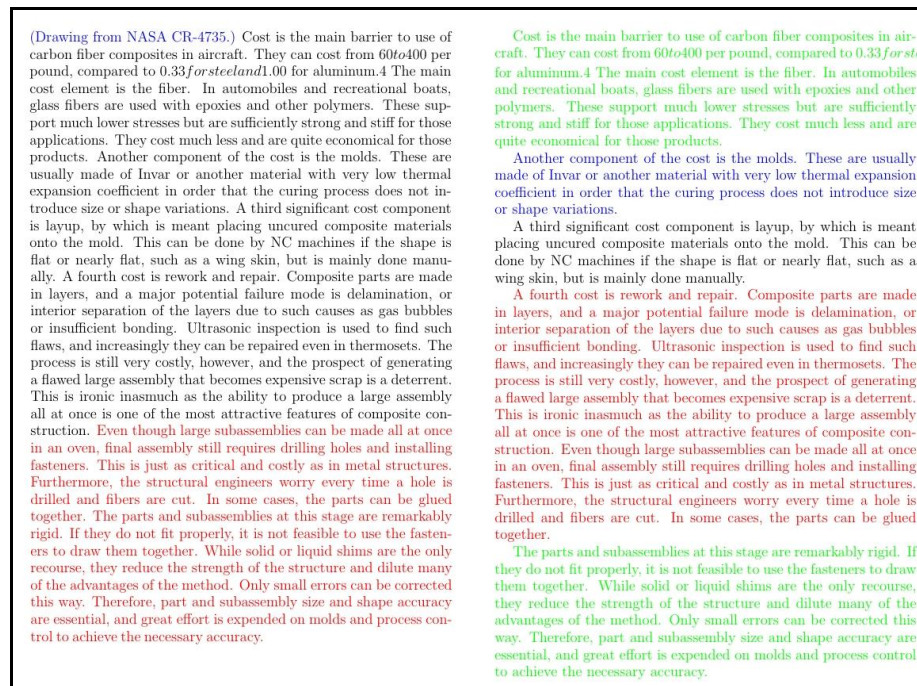 (Drawing from NASA CR-4735.) Cost is the main barrier to use of
carbon fiber composites in aircraft. They can cost from 60to400 per
pound, compared to 0.33forsteeland1.00 for aluminum.4 The main
cost element is the fiber. In automobiles and recreational boats,
glass fibers are used with epoxies and other polymers. These sup-
port much lower stresses but are sufficiently strong and stiff for those
applications. They cost much less and are quite economical for those
products. Another component of the cost is the molds. These are
usually made of Invar or another material with very low thermal
expansion coefficient in order that the curing process does not in-
troduce size or shape variations. A third significant cost component
is layup, by which is meant placing uncured composite materials
onto the mold. This can be done by NC machines if the shape is
flat or nearly flat, such as a wing skin, but is mainly done manu-
ally. A fourth cost is rework and repair. Composite parts are made
in layers, and a major potential failure mode is delamination, or
interior separation of the layers due to such causes as gas bubbles
or insufficient bonding. Ultrasonic inspection is used to find such
flaws, and increasingly they can be repaired even in thermosets. The
process is still very costly, however, and the prospect of generating
a flawed large assembly that becomes expensive scrap is a deterrent.
This is ironic inasmuch as the ability to produce a large assembly
all at once is one of the most attractive features of composite con-
struction. Even though large subassemblies can be made all at once
in an oven, final assembly still requires drilling holes and installing
fasteners. This is just as critical and costly as in metal structures.
Furthermore, the structural engineers worry every time a hole is
drilled and fibers are cut. In some cases, the parts can be glued
together. The parts and subassemblies at this stage are remarkably
rigid. If they do not fit properly, it is not feasible to use the fasten-
ers to draw them together. While solid or liquid shims are the only
recourse, they reduce the strength of the structure and dilute many
of the advantages of the method. Only small errors can be corrected
this way. Therefore, part and subassembly size and shape accuracy
are essential, and great effort is expended on molds and process con-
trol to achieve the necessary accuracy.
Cost is the main barrier to use of carbon fiber composites in air-
craft. They can cost from 60to400 per pound, compared to 0.33forst
for aluminum.4 The main cost element is the fiber. In automobiles
and recreational boats, glass fibers are used with epoxies and other
polymers. These support much lower stresses but are sufficiently
strong and stiff for those applications. They cost much less and are
quite economical for those products.
Another component of the cost is the molds. These are usually
made of Invar or another material with very low thermal expansion
coefficient in order that the curing process does not introduce size
or shape variations.
A third significant cost component is layup, by which is meant
placing uncured composite materials onto the mold. This can be
done by NC machines if the shape is flat or nearly flat, such as a
wing skin, but is mainly done manually.
A fourth cost is rework and repair. Composite parts are made
in layers, and a major potential failure mode is delamination, or
interior separation of the layers due to such causes as gas bubbles
or insufficient bonding. Ultrasonic inspection is used to find such
flaws, and increasingly they can be repaired even in thermosets. The
process is still very costly, however, and the prospect of generating
a flawed large assembly that becomes expensive scrap is a deterrent.
This is ironic inasmuch as the ability to produce a large assembly
all at once is one of the most attractive features of composite con-
struction. Even though large subassemblies can be made all at once
in an oven, final assembly still requires drilling holes and installing
fasteners. This is just as critical and costly as in metal structures.
Furthermore, the structural engineers worry every time a hole is
drilled and fibers are cut. In some cases, the parts can be glued
together.
The parts and subassemblies at this stage are remarkably rigid. If
they do not fit properly, it is not feasible to use the fasteners to draw
them together. While solid or liquid shims are the only recourse,
they reduce the strength of the structure and dilute many of the
advantages of the method. Only small errors can be corrected this
way. Therefore, part and subassembly size and shape accuracy are
essential, and great effort is expended on molds and process control
to achieve the necessary accuracy.